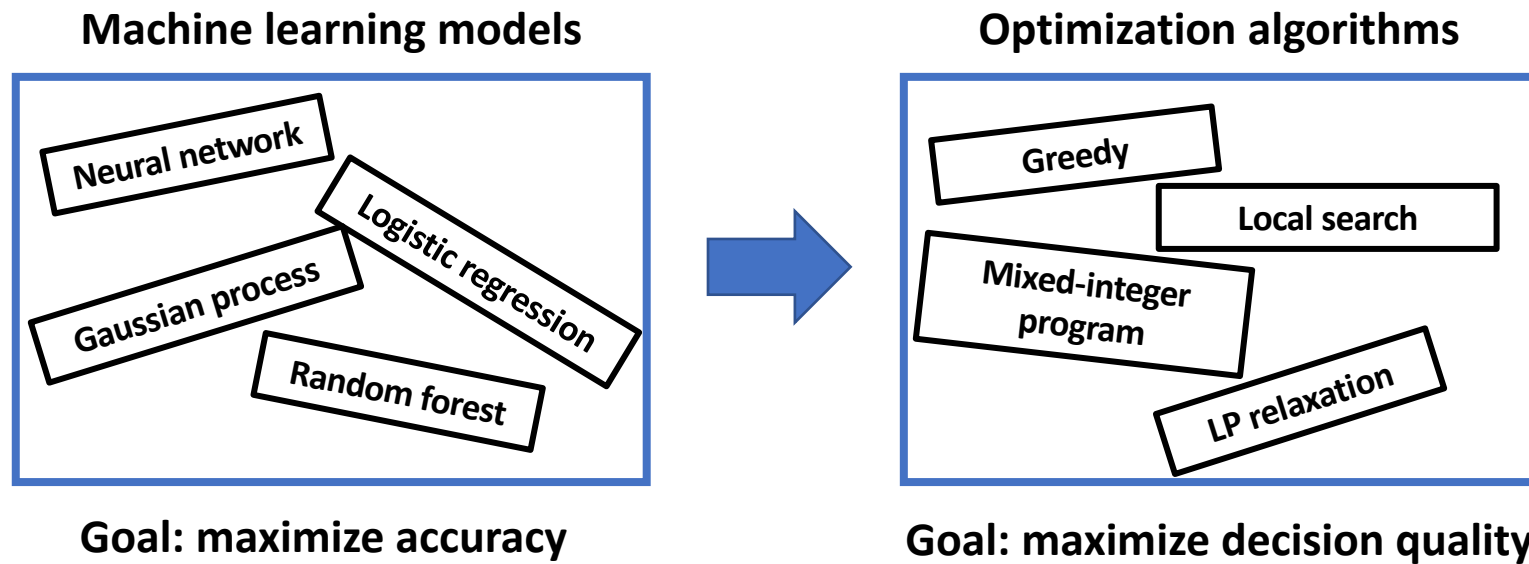 Machine learning models
Optimization algorithms
Neural network
Logistic regression
Gaussian process
Random forest
Greedy
Local search
Mixed-integer
program
LP relaxation
Goal: maximize accuracy
Goal: maximize decision quality